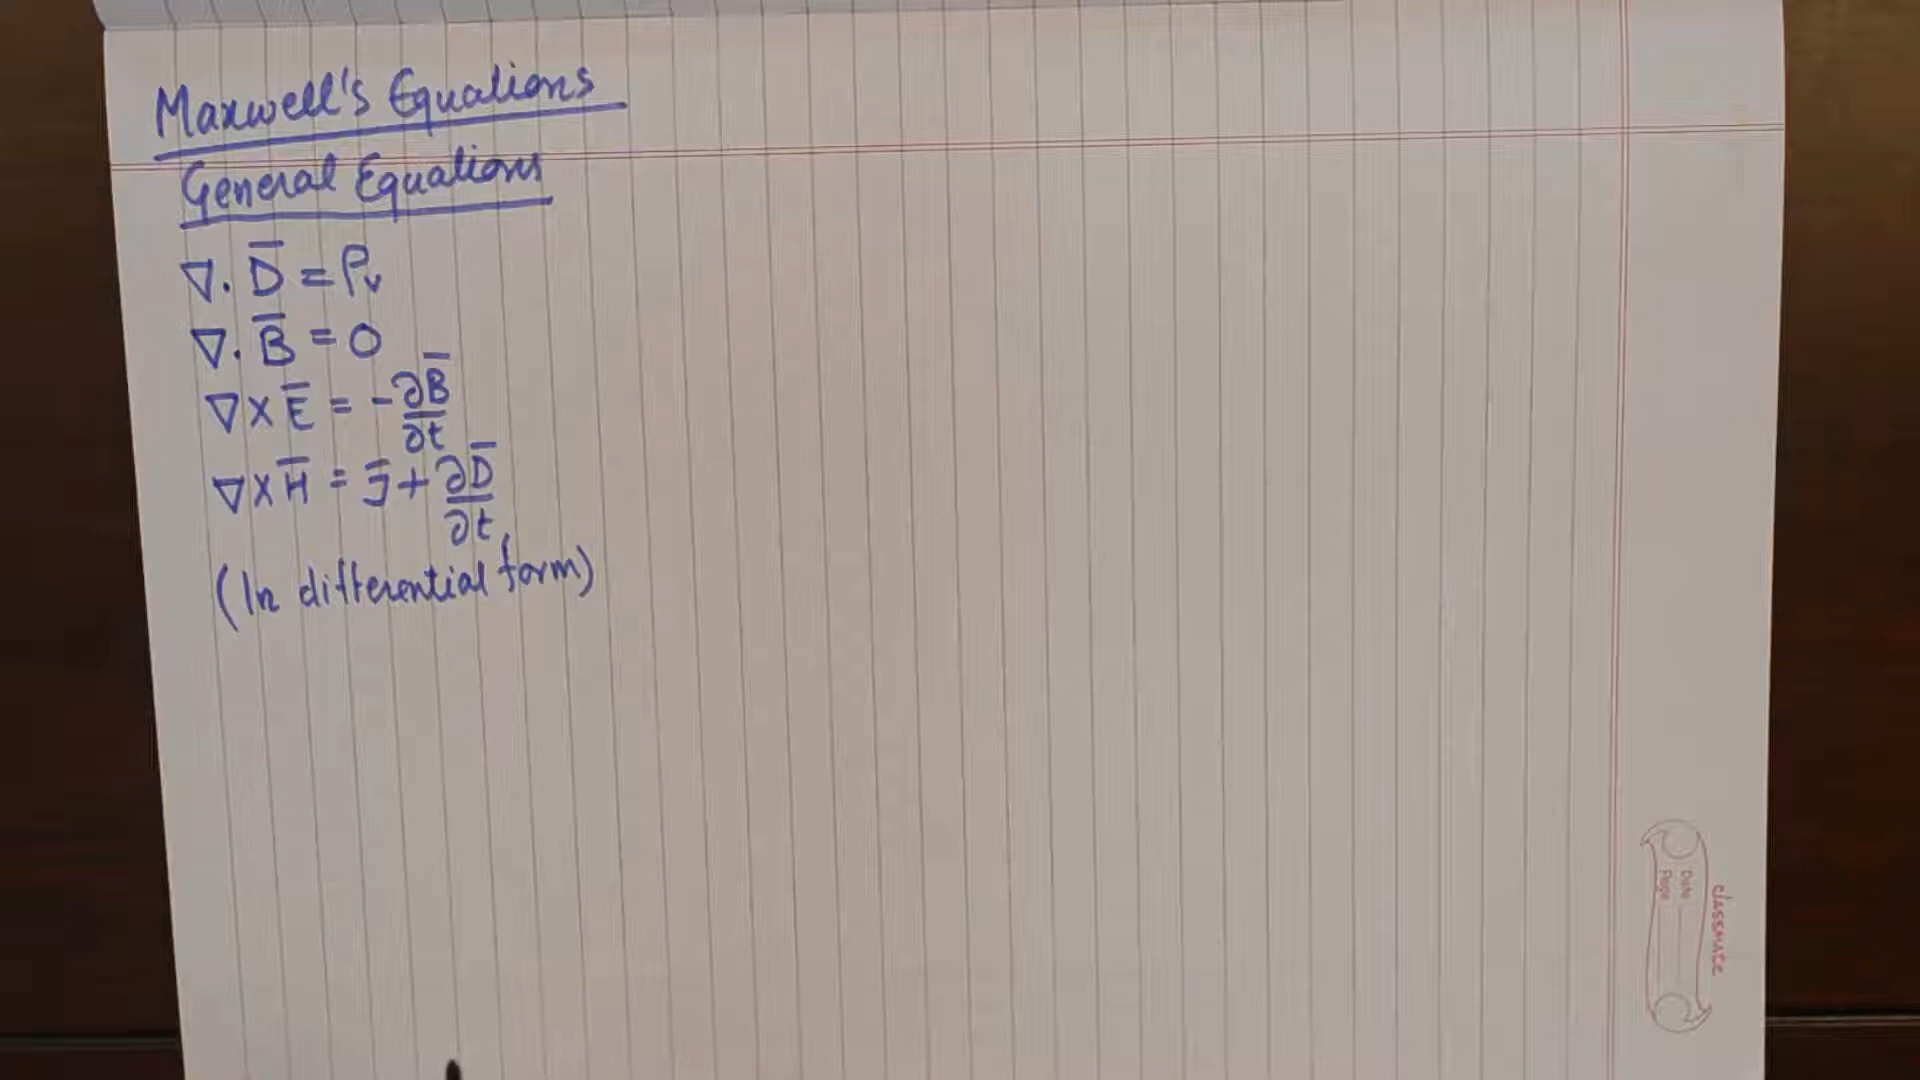 Maxwell's Equations
General Equations
∇. D̅ = ρᵥ
∇. B̅ = 0
∇ x E̅ = - ∂B̅/∂t
∇ x H̅ = J̅ + ∂D̅/∂t
(In differential form)
classmate
Date
Page